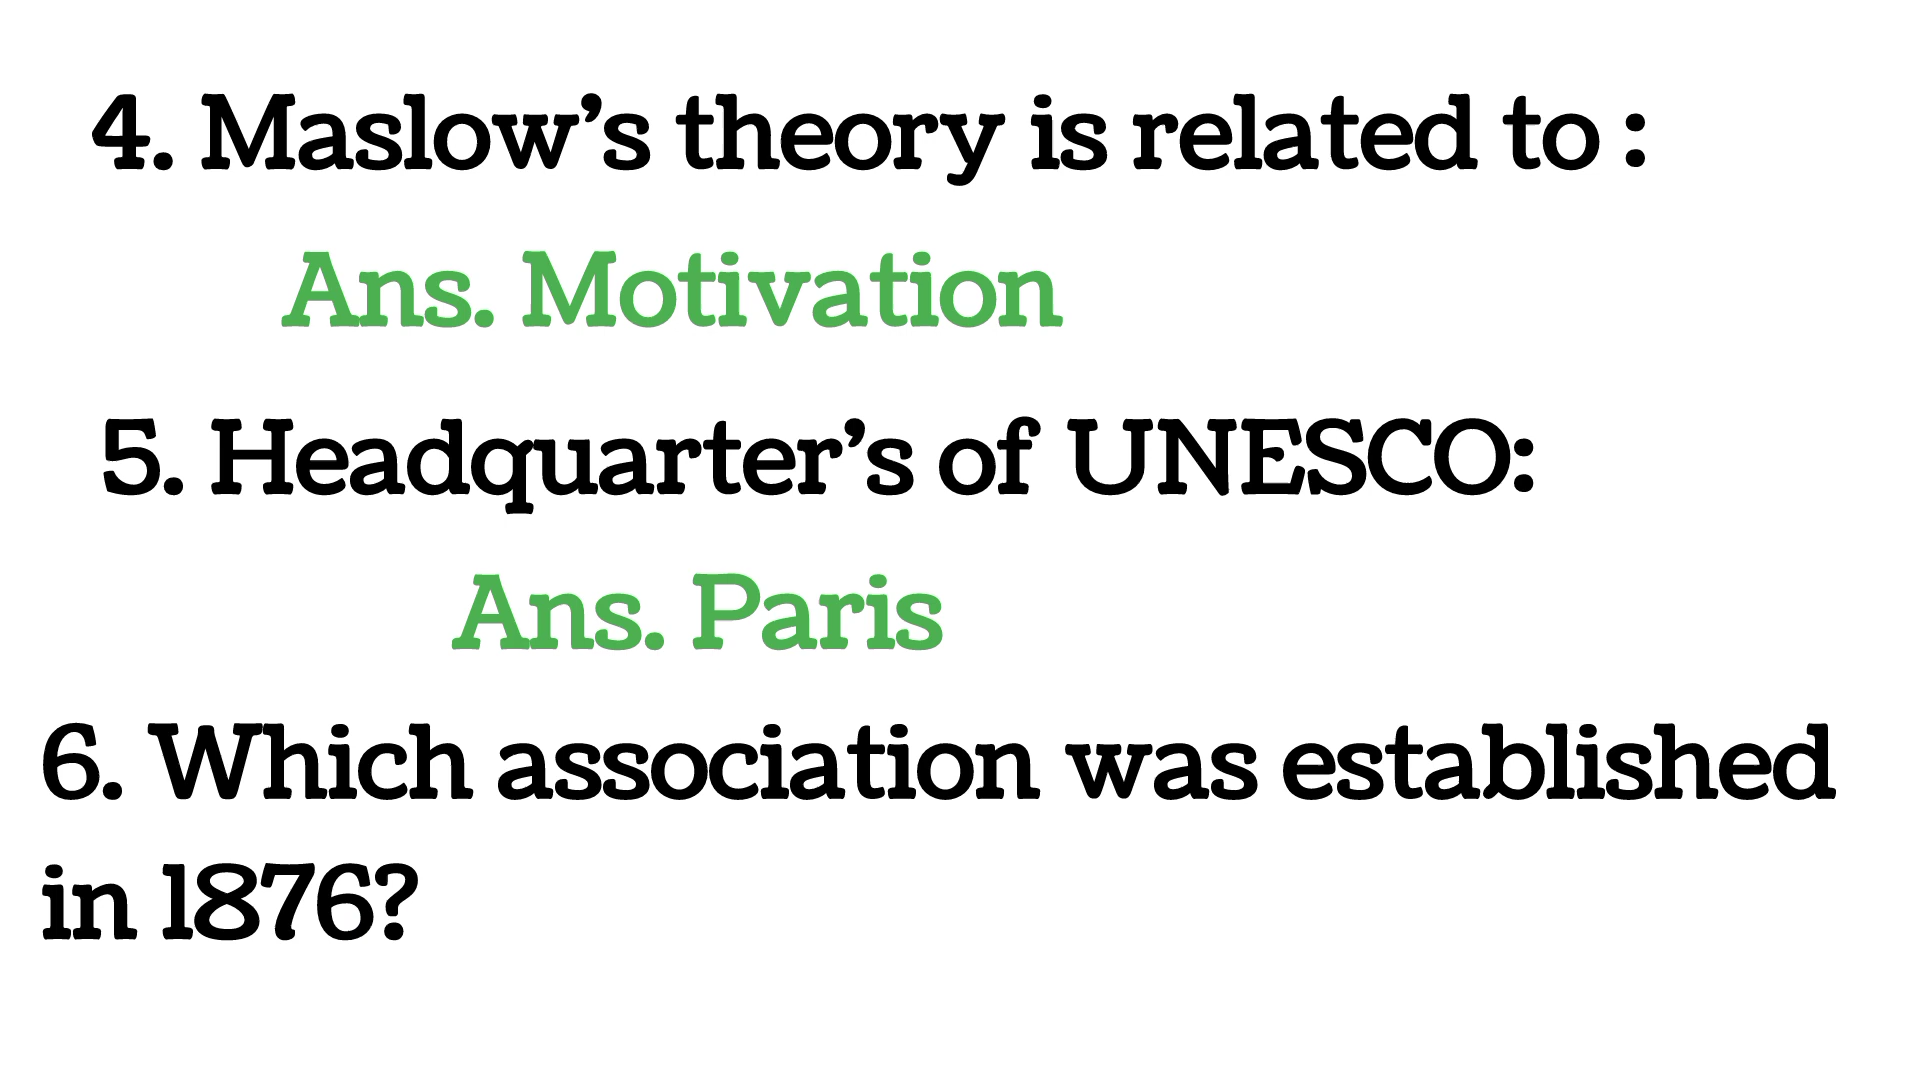 4. Maslow’s theory is related to :
Ans. Motivation
5. Headquarter’s of UNESCO:
Ans. Paris
6. Which association was established
in 1876?